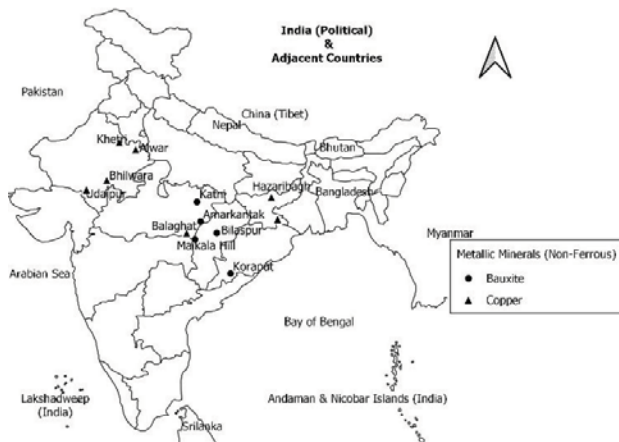 India (Political)
&
Adjacent Countries
Pakistan
China (Tibet)
Nepal
Bhutan
Khetri
Alwar
Bhilwara
Udaipur
Hazaribagh
Bangladesh
Katni
Amarkantak
Balaghat
Bilaspur
Maikala Hill
Koraput
Myanmar
Metallic Minerals (Non-Ferrous)
Bauxite
Copper
Arabian Sea
Bay of Bengal
Lakshadweep
(India)
Andaman & Nicobar Islands (India)
Srilanka